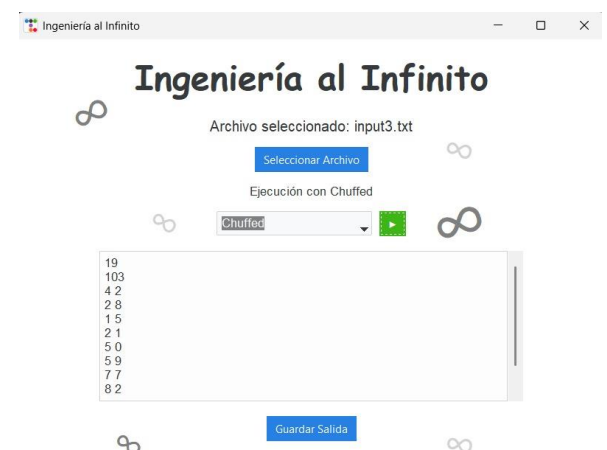 Ingeniería al Infinito
Ingeniería al Infinito
Archivo seleccionado: input3.txt
Seleccionar Archivo
Ejecución con Chuffed
Chuffed
19
103
4 2
2 8
1 5
2 1
5 0
5 9
7 7
8 2
Guardar Salida